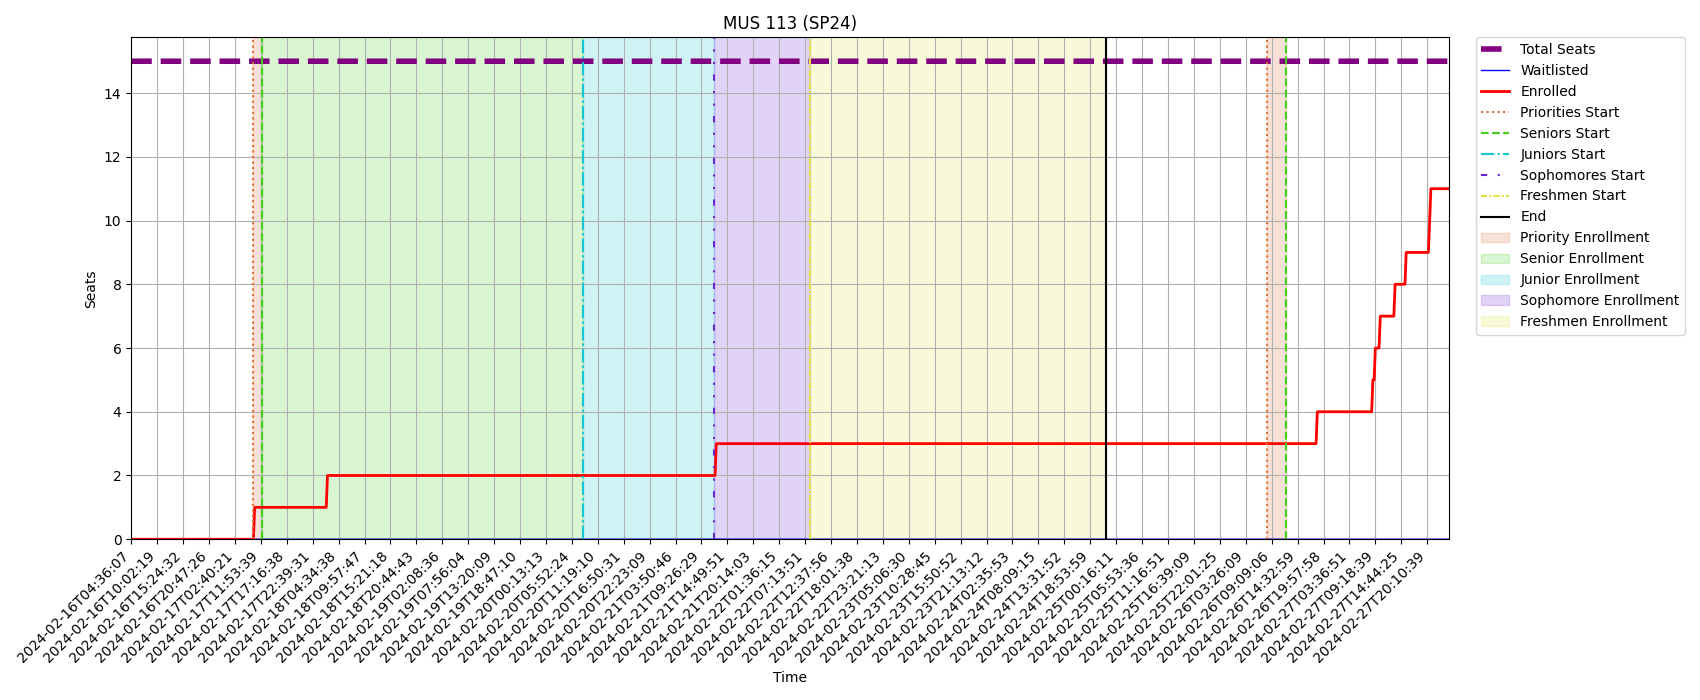 MUS 113 (SP24)
Total Seats
Waitlisted
Enrolled
Priorities Start
Seniors Start
Juniors Start
Sophomores Start
Freshmen Start
End
Priority Enrollment
Senior Enrollment
Junior Enrollment
Sophomore Enrollment
Freshmen Enrollment
Seats
14
12
10
8
6
4
2
0
2024-02-16T04:36:07
2024-02-16T10:02:19
2024-02-16T15:24:32
2024-02-16T20:47:26
2024-02-17T02:40:21
2024-02-17T11:53:39
2024-02-17T17:16:38
2024-02-17T22:39:31
2024-02-18T04:34:38
2024-02-18T09:57:47
2024-02-18T15:21:18
2024-02-18T20:44:43
2024-02-19T02:08:36
2024-02-19T07:56:04
2024-02-19T13:20:09
2024-02-19T18:47:10
2024-02-20T00:13:13
2024-02-20T05:52:24
2024-02-20T11:19:10
2024-02-20T16:50:31
2024-02-20T22:23:09
2024-02-21T03:50:46
2024-02-21T09:26:29
2024-02-21T14:49:51
2024-02-21T20:14:03
2024-02-22T01:36:15
2024-02-22T07:13:51
2024-02-22T12:37:56
2024-02-22T18:01:38
2024-02-22T23:21:13
2024-02-23T05:06:30
2024-02-23T10:28:45
2024-02-23T15:50:52
2024-02-23T21:13:12
2024-02-24T02:35:53
2024-02-24T08:09:15
2024-02-24T13:31:52
2024-02-24T18:53:59
2024-02-25T00:16:11
2024-02-25T05:53:36
2024-02-25T11:16:51
2024-02-25T16:39:09
2024-02-25T22:01:25
2024-02-26T03:26:09
2024-02-26T09:09:06
2024-02-26T14:32:59
2024-02-26T19:57:58
2024-02-27T03:36:51
2024-02-27T09:18:39
2024-02-27T14:44:25
2024-02-27T20:10:39
Time